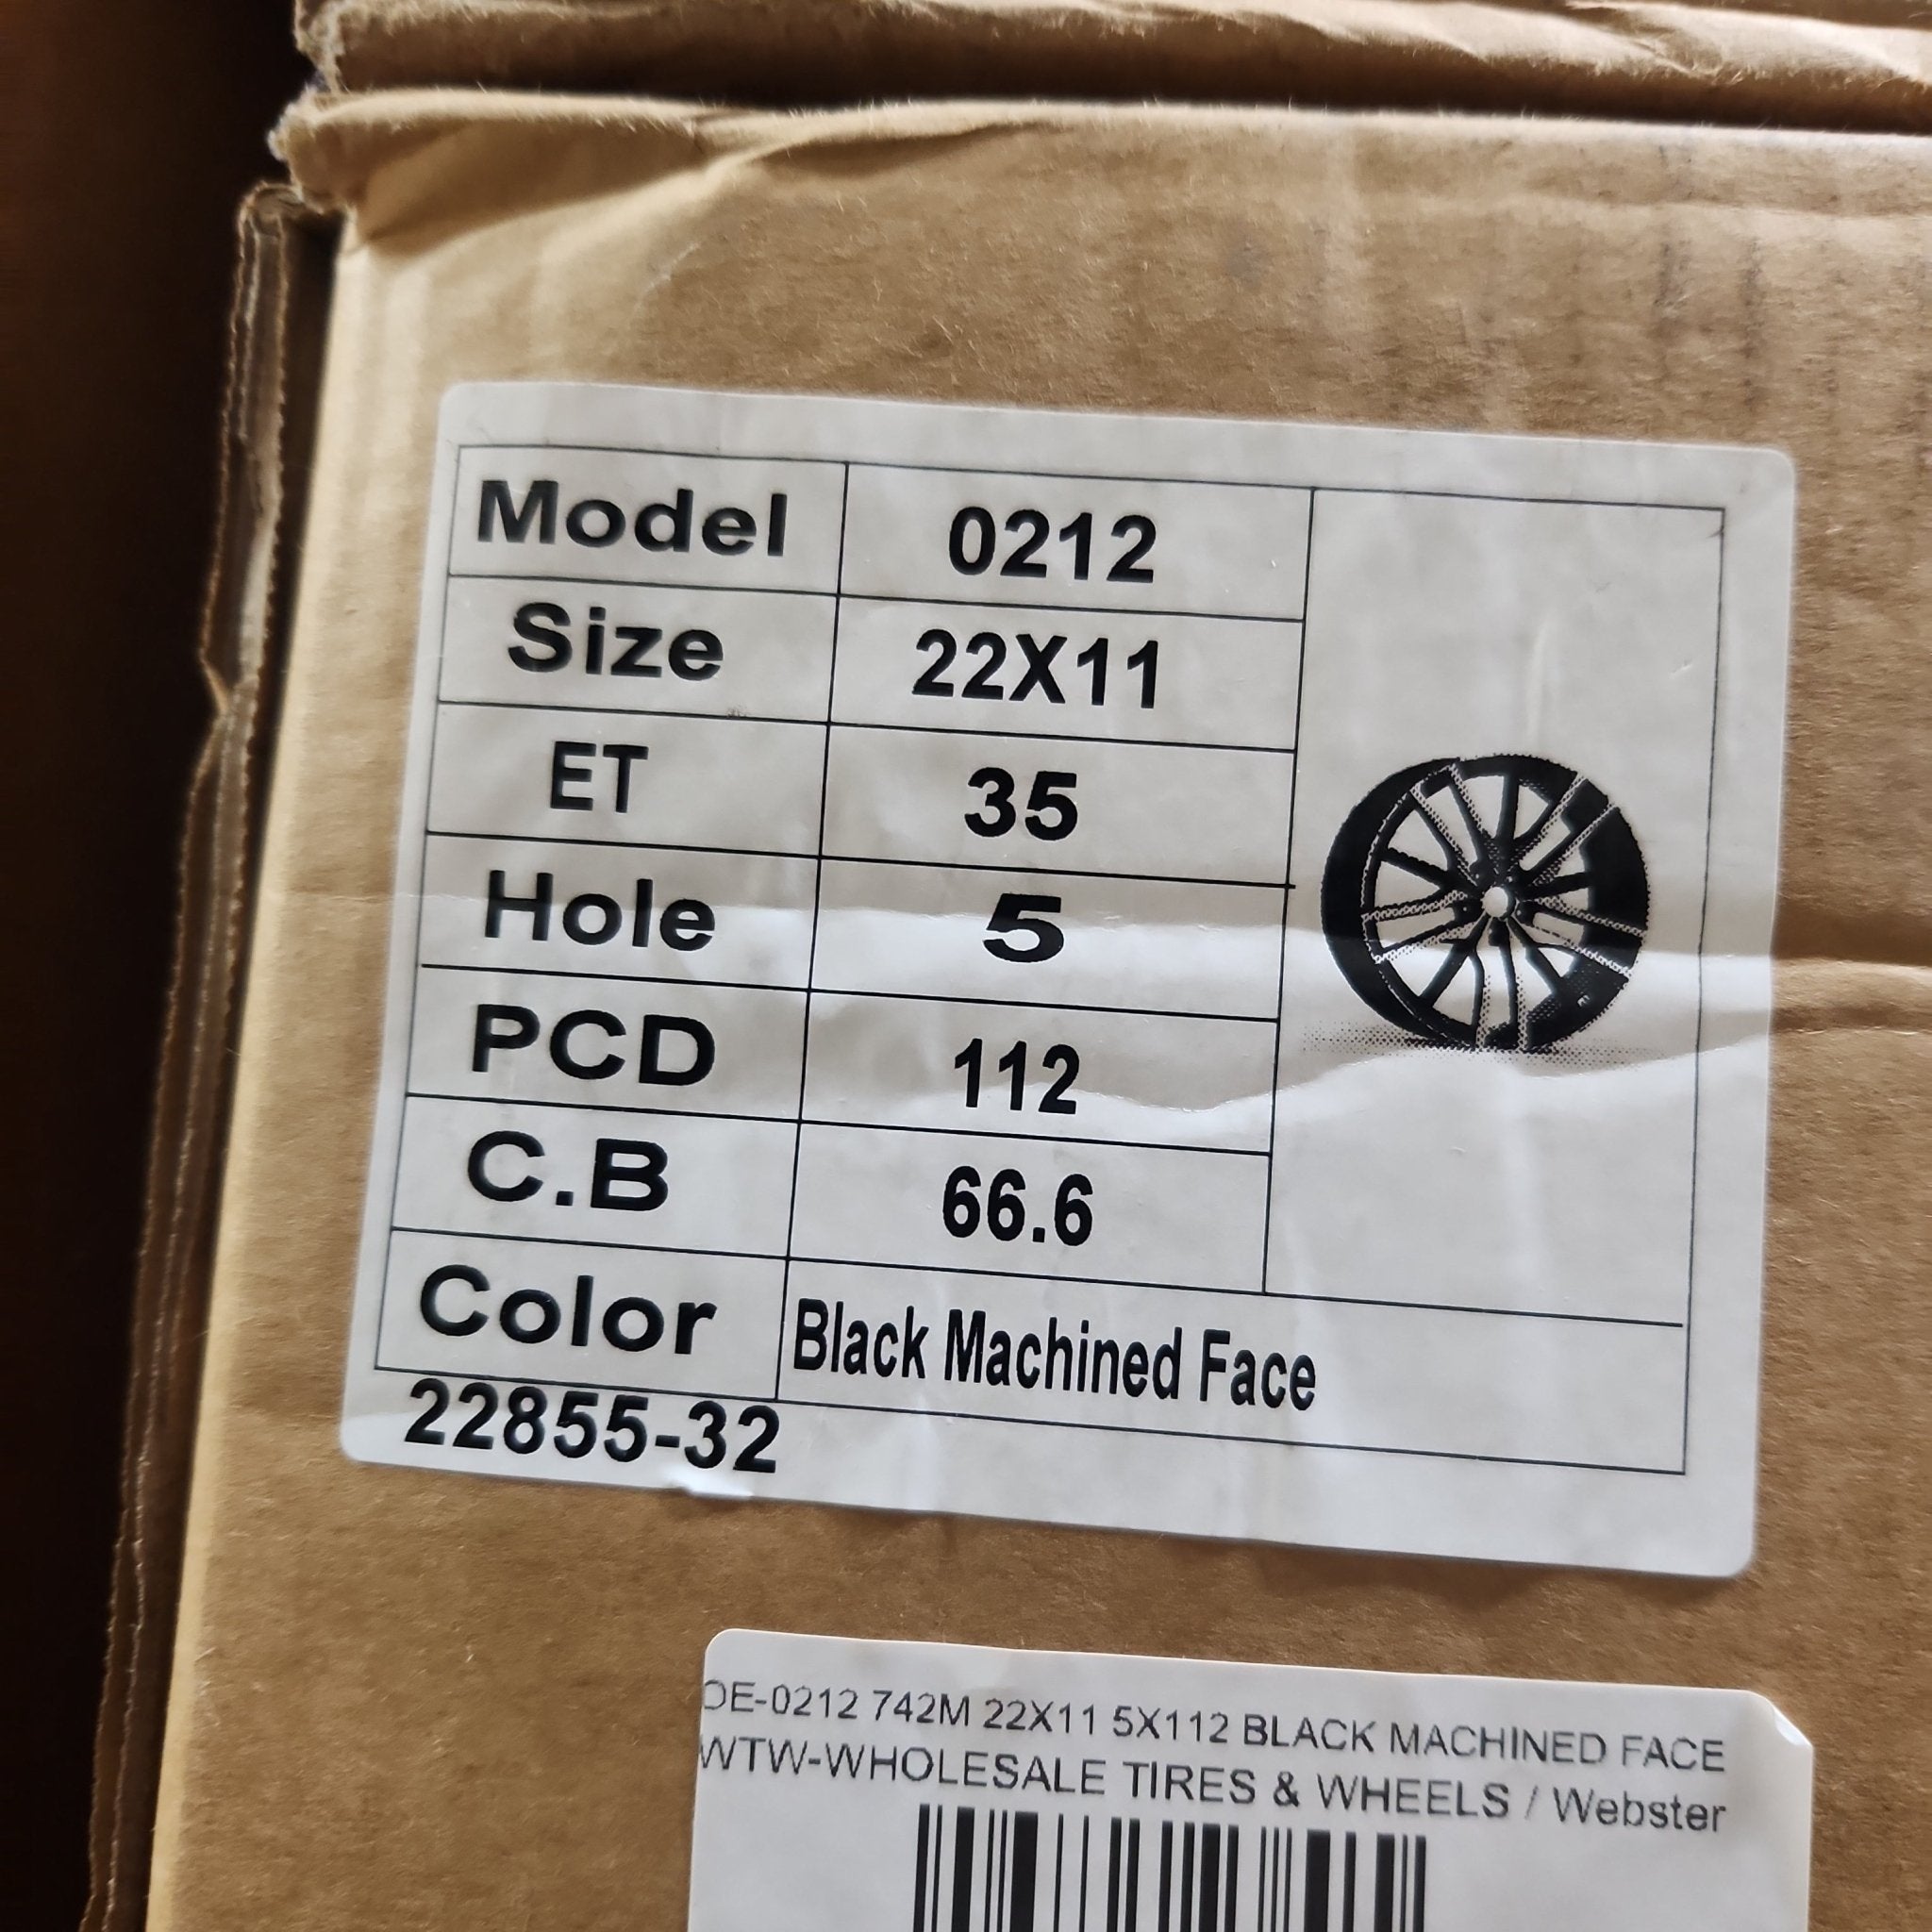 Model 0212
Size 22X11
ET 35
Hole 5
PCD 112
C.B 66.6
Color Black Machined Face
22855-32
OE-0212 742M 22X11 5X112 BLACK MACHINED FACE
WTW-WHOLESALE TIRES & WHEELS / Webster